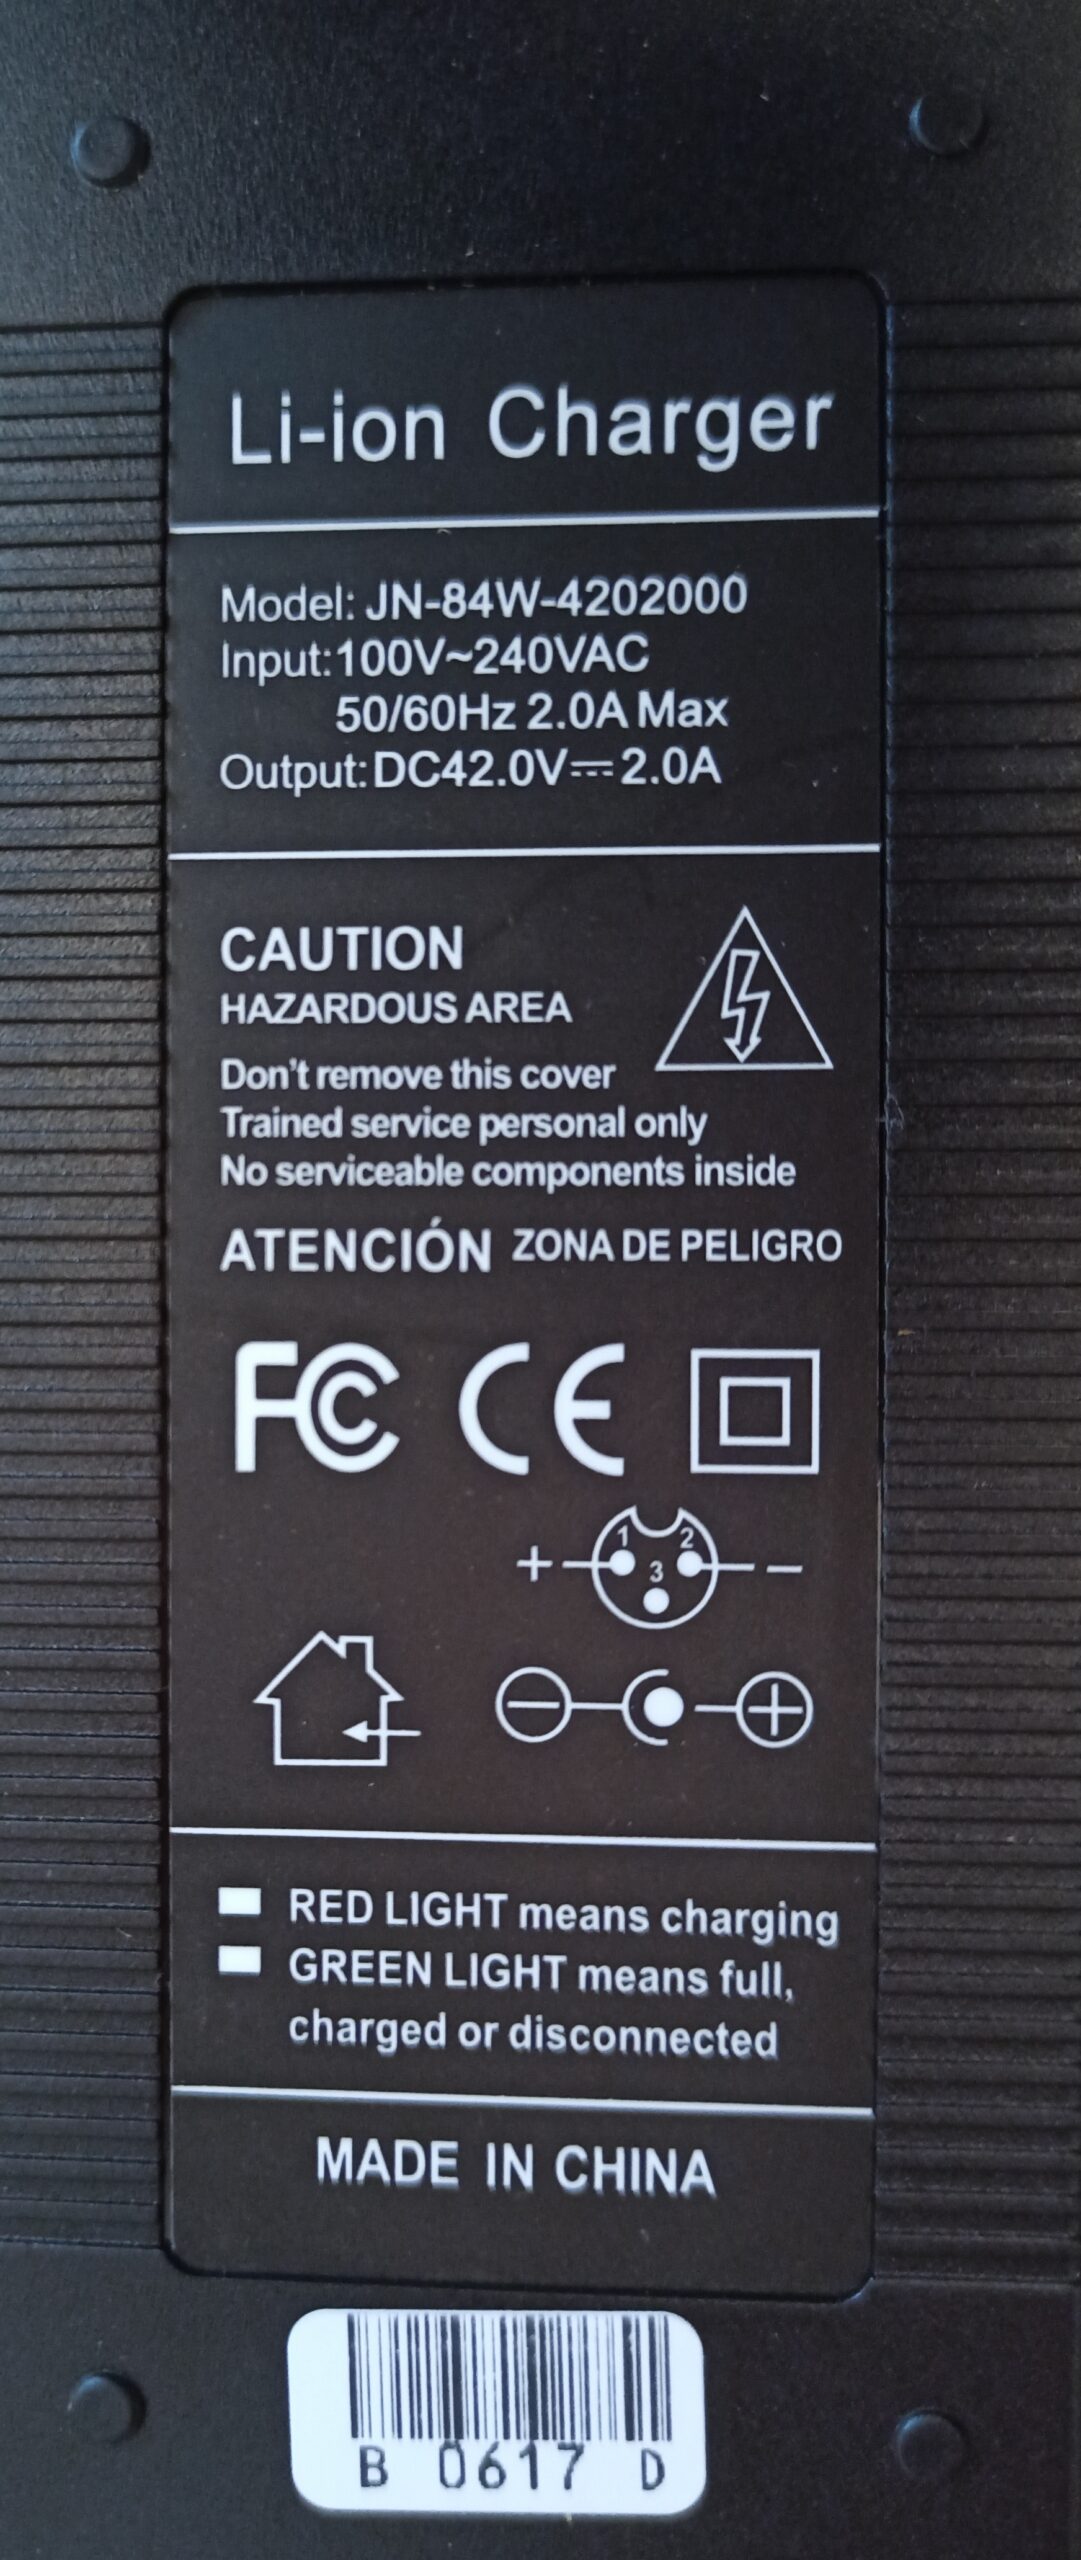 Li-ion Charger
Model: JN-84W-4202000
Input:100V~240VAC
50/60Hz 2.0A Max
Output:DC42.0V⎓2.0A
CAUTION
HAZARDOUS AREA
Don't remove this cover
Trained service personal only
No serviceable components inside
ATENCIÓN ZONA DE PELIGRO
FC CE
1 2
+ 3 −
− +
RED LIGHT means charging
GREEN LIGHT means full,
charged or disconnected
MADE IN CHINA
B 0617 D